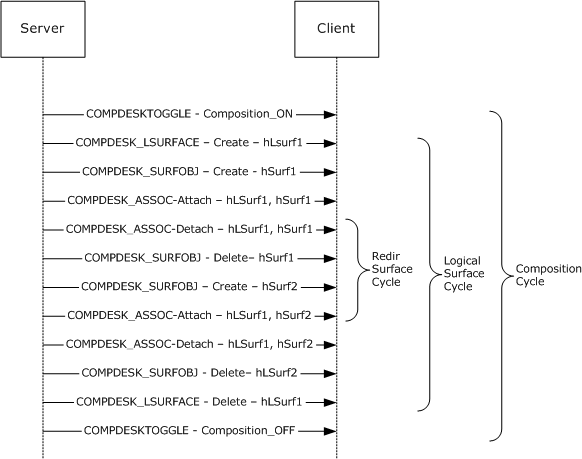 Server
Client
COMPDESKTOGGLE - Composition_ON
COMPDESK_LSURFACE – Create – hLsurf1
COMPDESK_SURFOBJ – Create - hSurf1
COMPDESK_ASSOC-Attach – hLSurf1, hSurf1
COMPDESK_ASSOC-Detach – hLSurf1, hSurf1
COMPDESK_SURFOBJ - Delete– hSurf1
COMPDESK_SURFOBJ – Create - hSurf2
COMPDESK_ASSOC-Attach – hLSurf1, hSurf2
COMPDESK_ASSOC-Detach – hLSurf1, hSurf2
COMPDESK_SURFOBJ - Delete– hLSurf2
COMPDESK_LSURFACE – Delete – hLSurf1
COMPDESKTOGGLE - Composition_OFF
Redir
Surface
Cycle
Logical
Surface
Cycle
Composition
Cycle